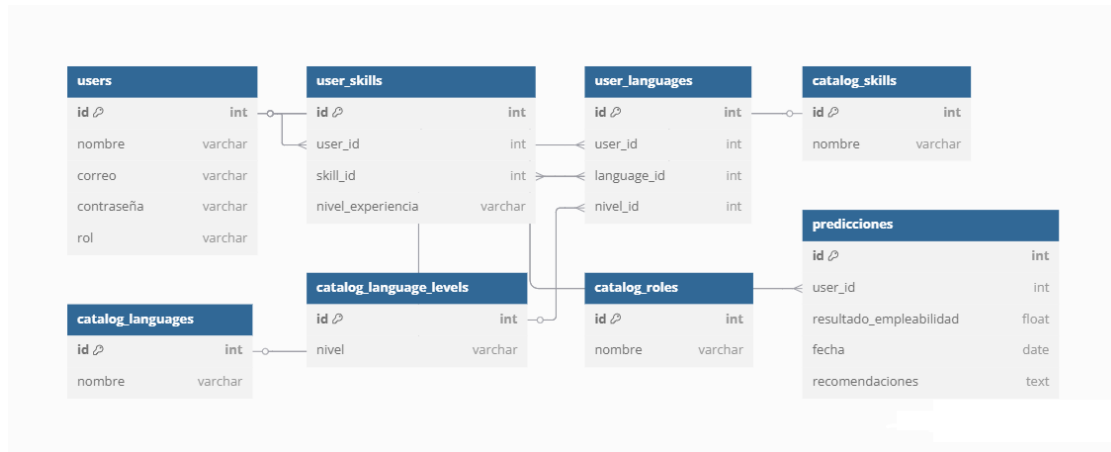 users
id int
nombre varchar
correo varchar
contraseña varchar
rol varchar
user_skills
id int
user_id int
skill_id int
nivel_experiencia varchar
user_languages
id int
user_id int
language_id int
nivel_id int
catalog_skills
id int
nombre varchar
catalog_languages
id int
nombre varchar
catalog_language_levels
id int
nivel varchar
catalog_roles
id int
nombre varchar
predicciones
id int
user_id int
resultado_empleabilidad float
fecha date
recomendaciones text